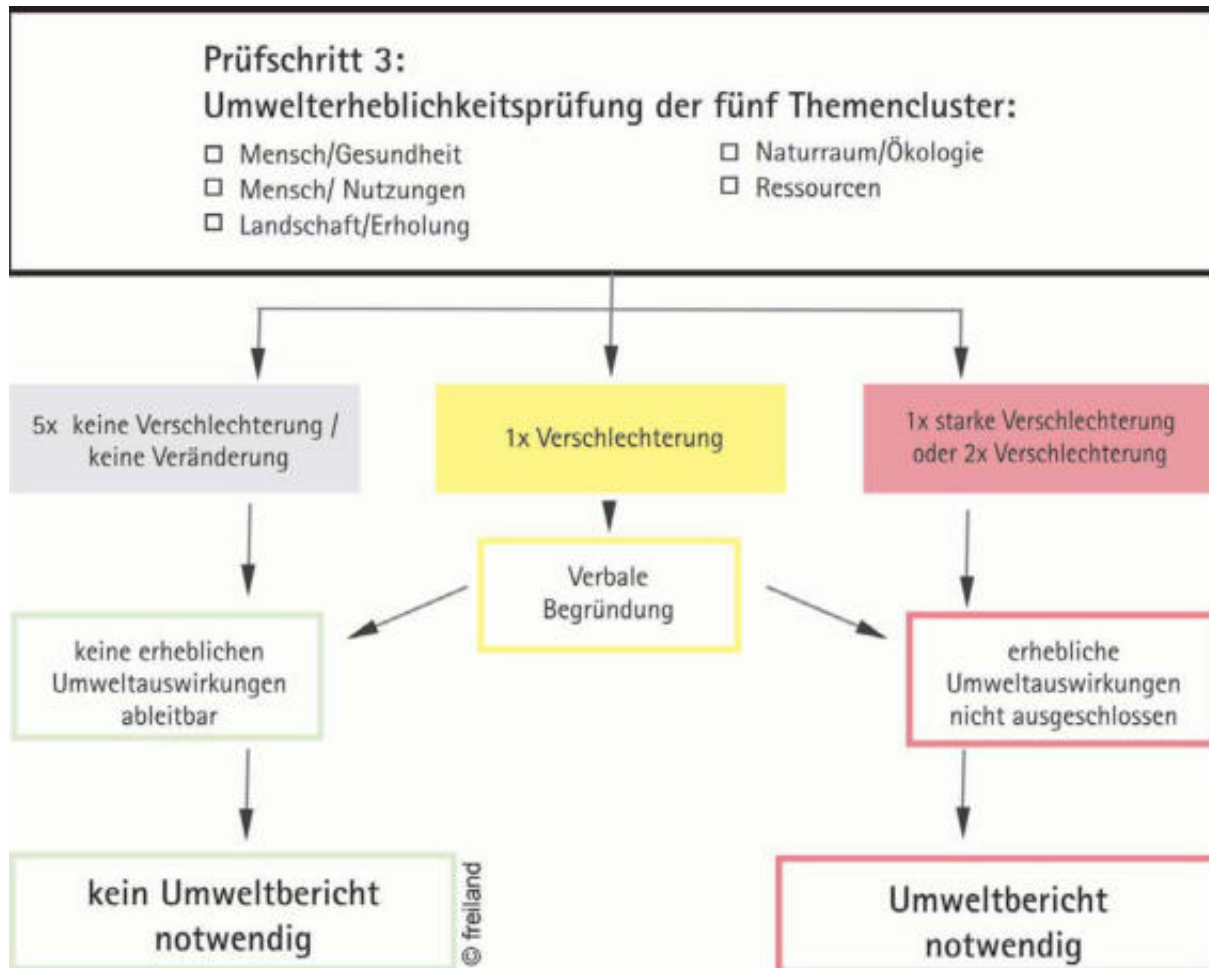 Prüfschritt 3:
Umwelterheblichkeitsprüfung der fünf Themencluster:
Mensch/Gesundheit
Mensch/ Nutzungen
Landschaft/Erholung
Naturraum/Ökologie
Ressourcen
5x keine Verschlechterung /
keine Veränderung
1x Verschlechterung
1x starke Verschlechterung
oder 2x Verschlechterung
Verbale
Begründung
keine erheblichen
Umweltauswirkungen
ableitbar
erhebliche
Umweltauswirkungen
nicht ausgeschlossen
kein Umweltbericht
notwendig
© freiland
Umweltbericht
notwendig